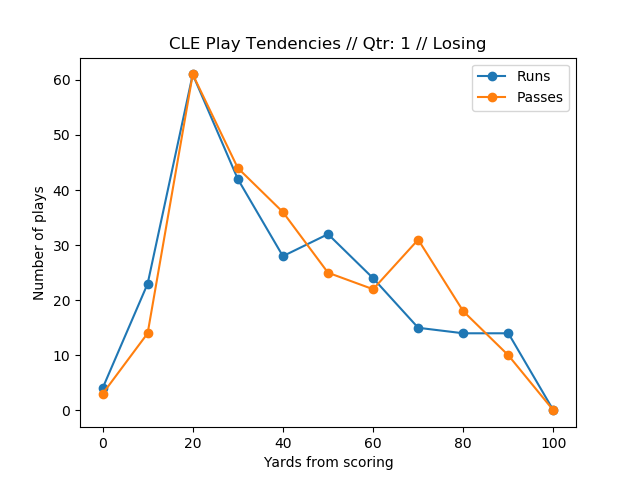 CLE Play Tendencies // Qtr: 1 // Losing
Runs
Passes
Number of plays
60
50
40
30
20
10
0
0 20 40 60 80 100
Yards from scoring